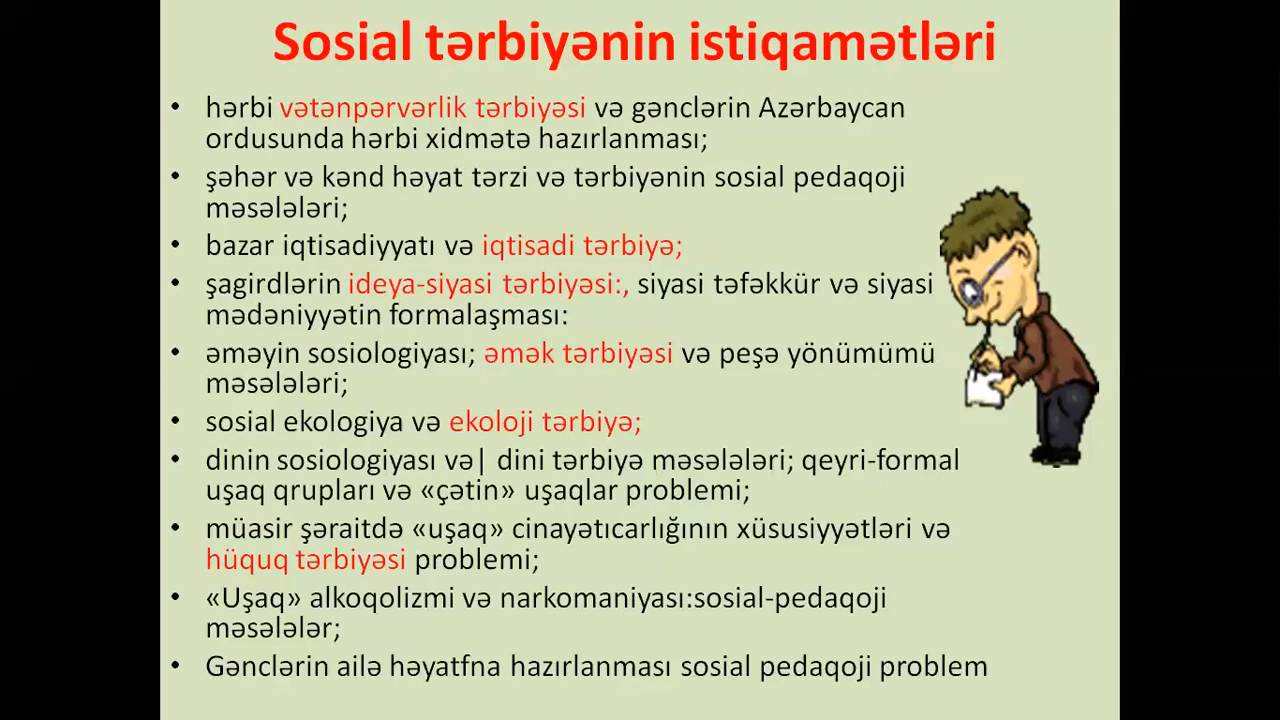 Sosial tərbiyənin istiqamətləri
• hərbi vətənpərvərlik tərbiyəsi və gənclərin Azərbaycan
ordusunda hərbi xidmətə hazırlanması;
• şəhər və kənd həyat tərzi və tərbiyənin sosial pedaqoji
məsələləri;
• bazar iqtisadiyyatı və iqtisadi tərbiyə;
• şagirdlərin ideya-siyasi tərbiyəsi:, siyasi təfəkkür və siyasi
mədəniyyətin formalaşması:
• əməyin sosiologiyası; əmək tərbiyəsi və peşə yönümümü
məsələləri;
• sosial ekologiya və ekoloji tərbiyə;
• dinin sosiologiyası və| dini tərbiyə məsələləri; qeyri-formal
uşaq qrupları və «çətin» uşaqlar problemi;
• müasir şəraitdə «uşaq» cinayətıcarlığının xüsusiyyətləri və
hüquq tərbiyəsi problemi;
• «Uşaq» alkoqolizmi və narkomaniyası:sosial-pedaqoji
məsələlər;
• Gənclərin ailə həyatfna hazırlanması sosial pedaqoji problem